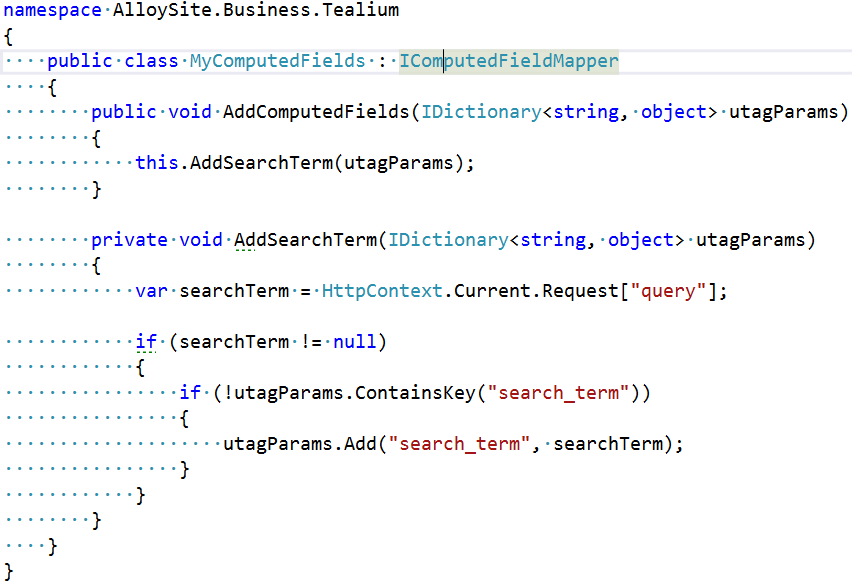 namespace AlloySite.Business.Tealium
{
    public class MyComputedFields : IComputedFieldMapper
    {
        public void AddComputedFields(IDictionary<string, object> utagParams)
        {
            this.AddSearchTerm(utagParams);
        }

        private void AddSearchTerm(IDictionary<string, object> utagParams)
        {
            var searchTerm = HttpContext.Current.Request["query"];

            if (searchTerm != null)
            {
                if (!utagParams.ContainsKey("search_term"))
                {
                    utagParams.Add("search_term", searchTerm);
                }
            }
        }
    }
}